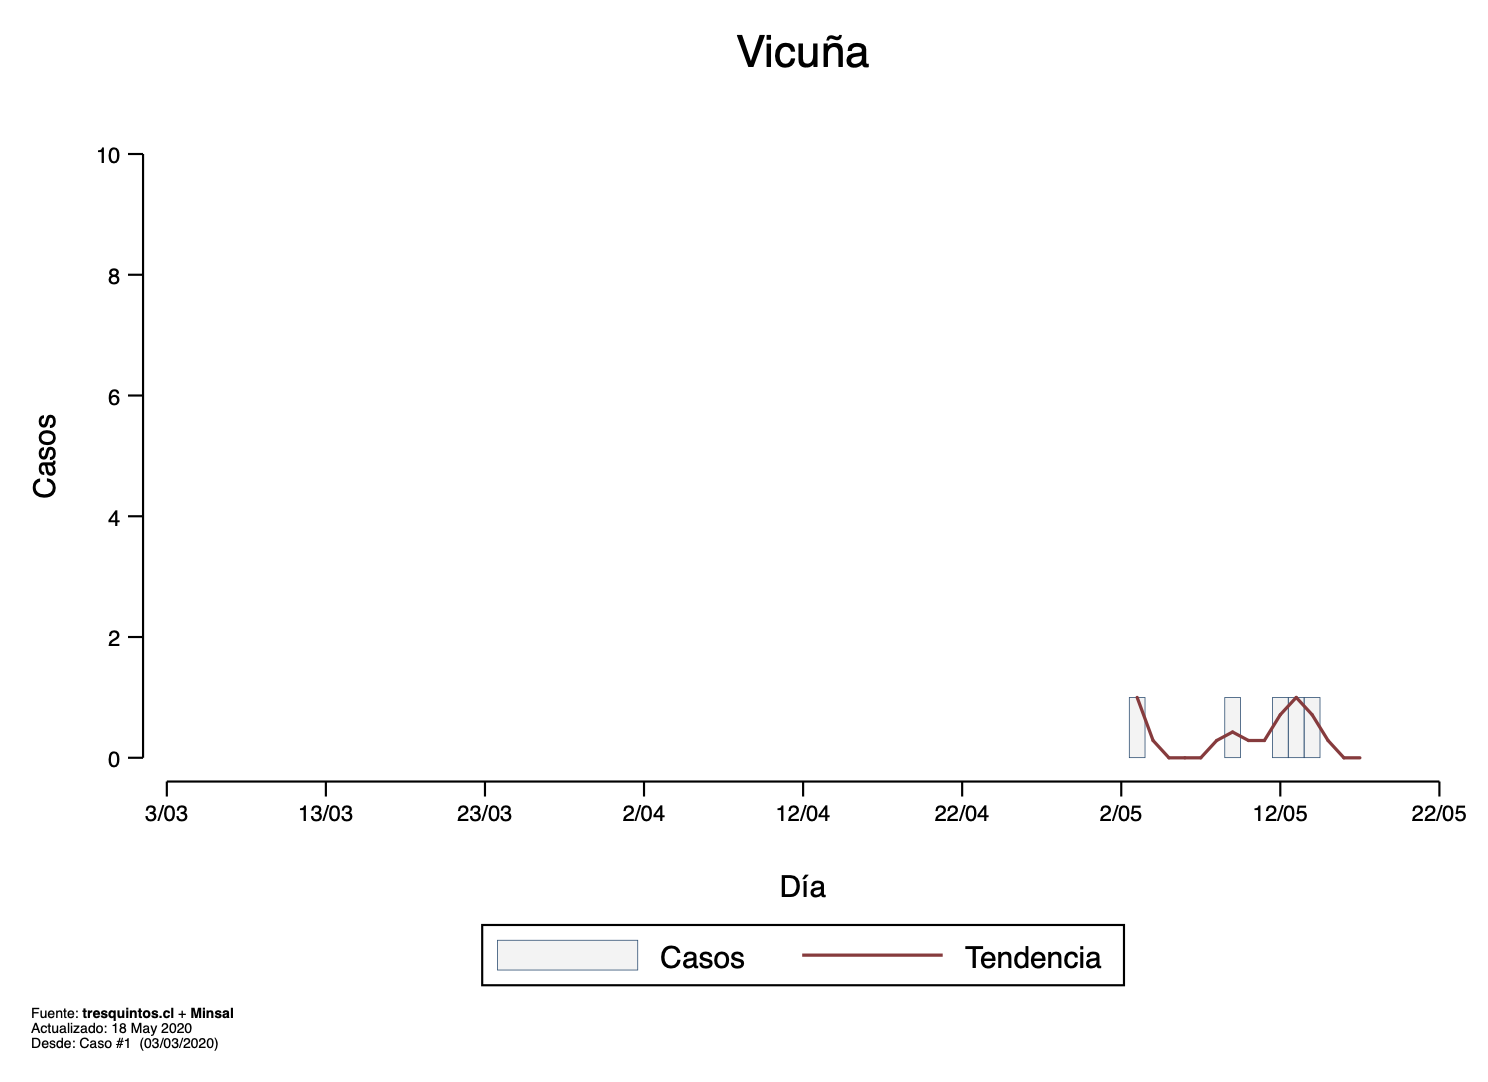 Vicuña
10
8
6
4
2
0
Casos
3/03 13/03 23/03 2/04 12/04 22/04 2/05 12/05 22/05
Día
Casos Tendencia
Fuente: tresquintos.cl + Minsal
Actualizado: 18 May 2020
Desde: Caso #1 (03/03/2020)